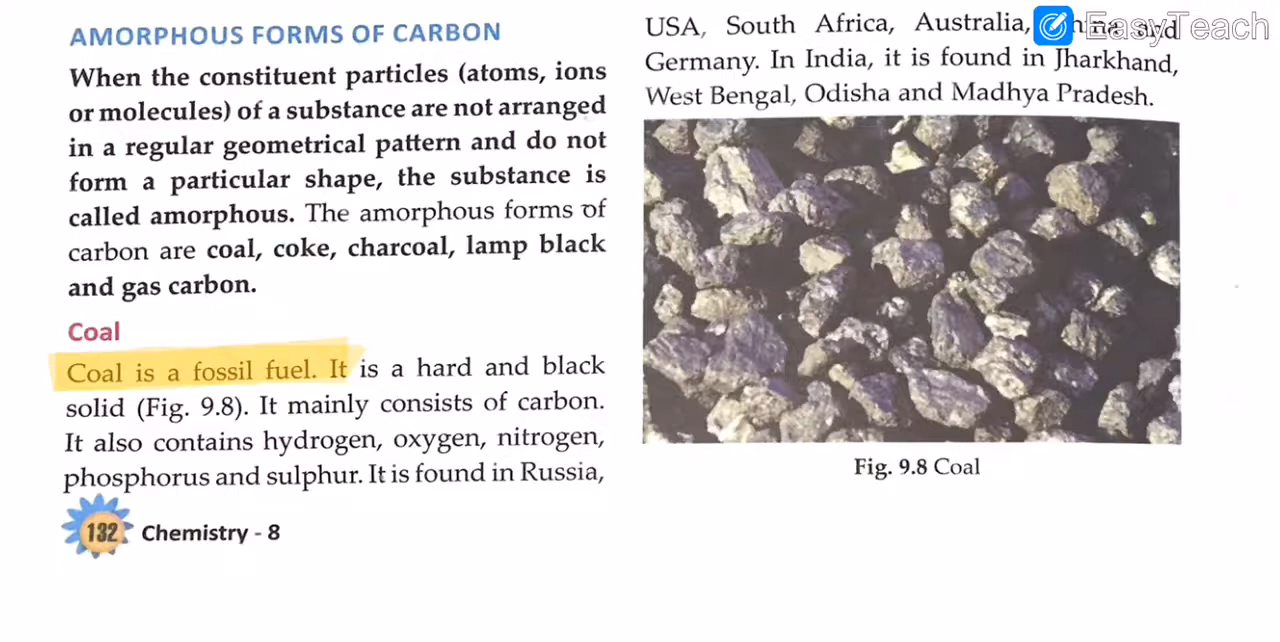 AMORPHOUS FORMS OF CARBON
When the constituent particles (atoms, ions
or molecules) of a substance are not arranged
in a regular geometrical pattern and do not
form a particular shape, the substance is
called amorphous. The amorphous forms of
carbon are coal, coke, charcoal, lamp black
and gas carbon.
Coal
Coal is a fossil fuel. It is a hard and black
solid (Fig. 9.8). It mainly consists of carbon.
It also contains hydrogen, oxygen, nitrogen,
phosphorus and sulphur. It is found in Russia,
132 Chemistry - 8
USA, South Africa, Australia, and
Germany. In India, it is found in Jharkhand,
West Bengal, Odisha and Madhya Pradesh.
Fig. 9.8 Coal
EasyTeach